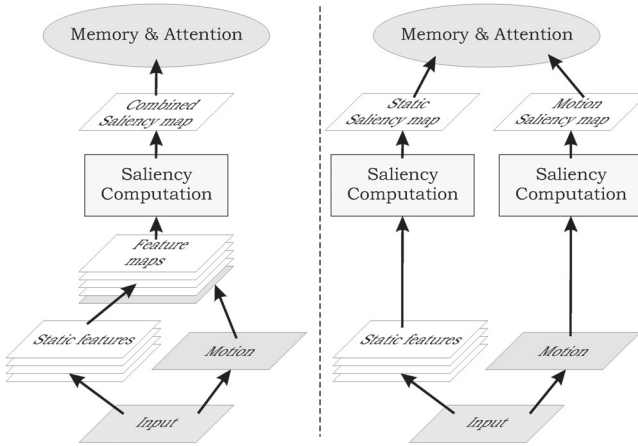 Memory & Attention
Combined
Saliency map
Saliency
Computation
Feature
maps
Static features
Motion
Input
Memory & Attention
Static
Saliency map
Motion
Saliency map
Saliency
Computation
Saliency
Computation
Static features
Motion
Input